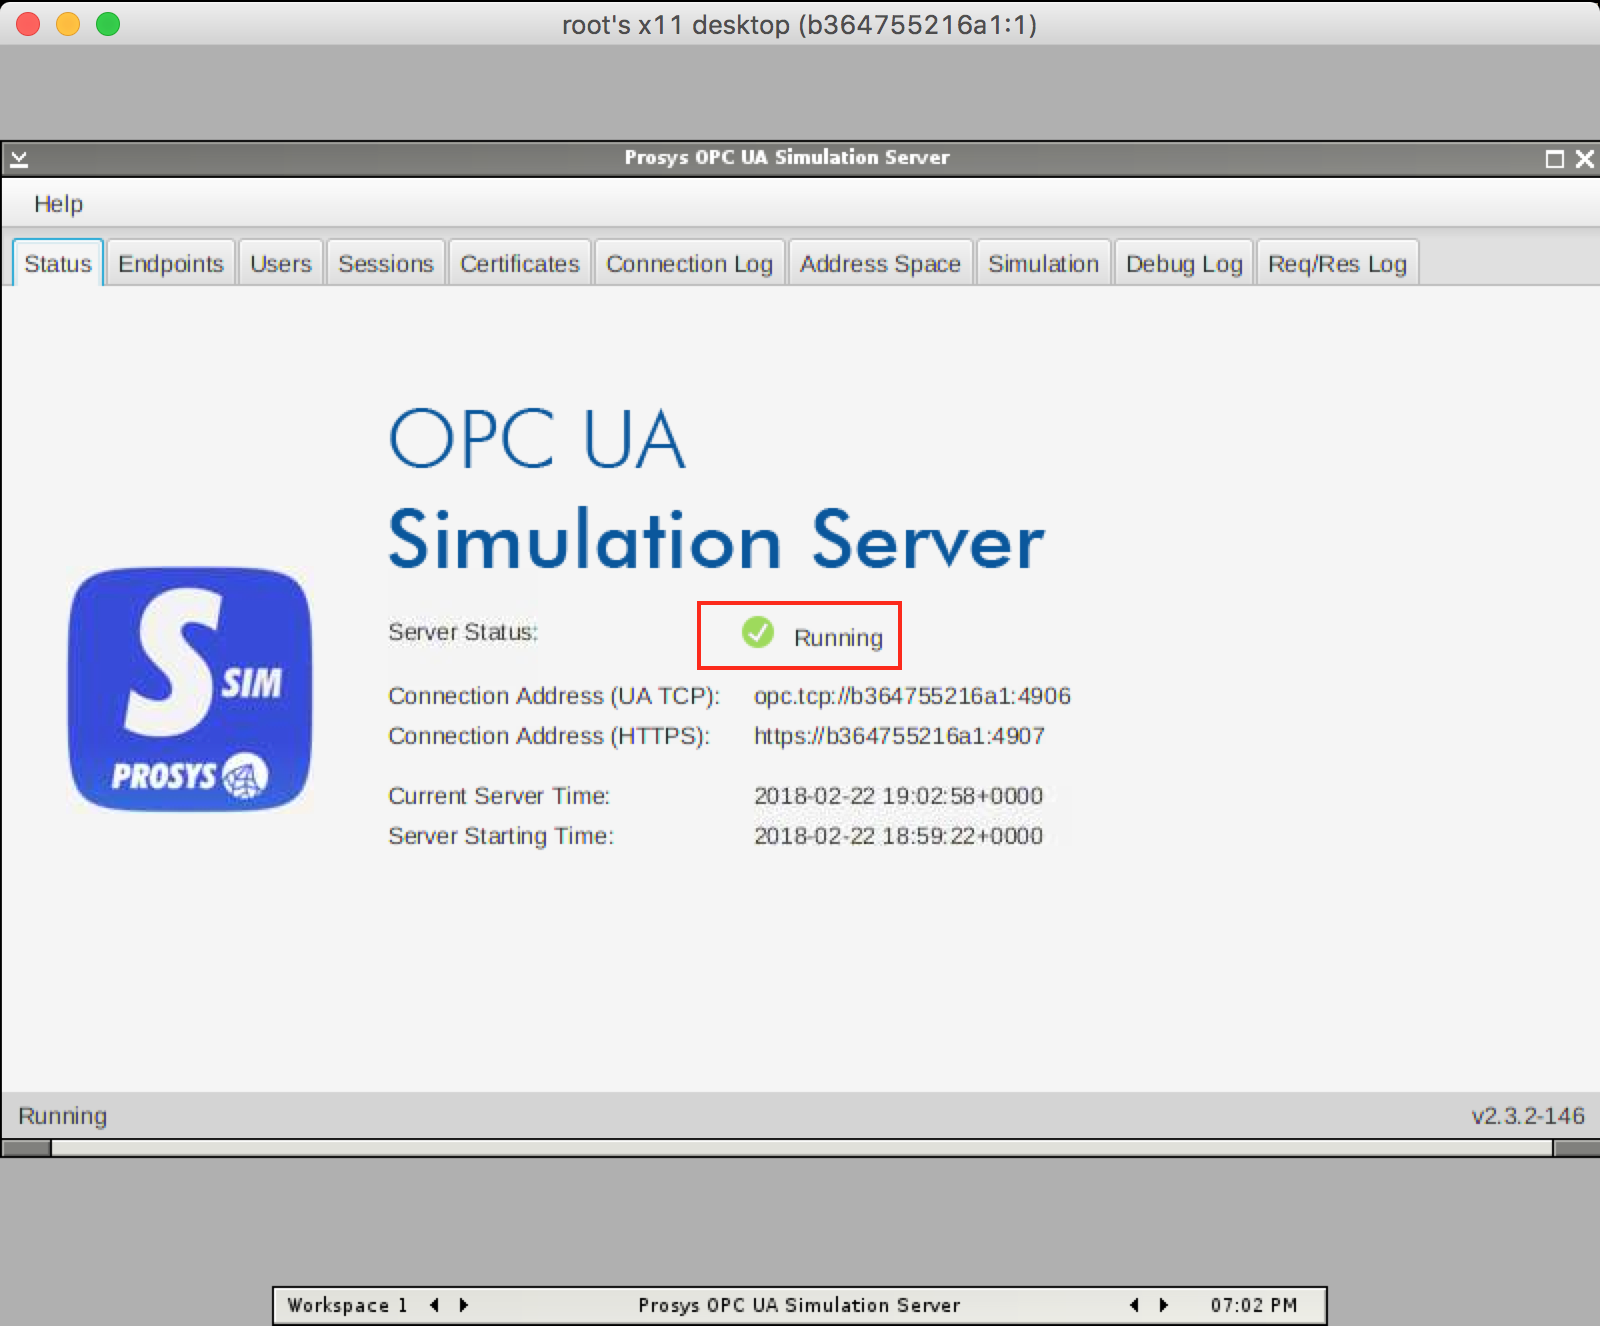 root's x11 desktop (b364755216a1:1)
Prosys OPC UA Simulation Server
Help
Status Endpoints Users Sessions Certificates Connection Log Address Space Simulation Debug Log Req/Res Log
OPC UA
Simulation Server
S SIM
PROSYS
Server Status: Running
Connection Address (UA TCP): opc.tcp://b364755216a1:4906
Connection Address (HTTPS): https://b364755216a1:4907
Current Server Time: 2018-02-22 19:02:58+0000
Server Starting Time: 2018-02-22 18:59:22+0000
Running v2.3.2-146
Workspace 1 Prosys OPC UA Simulation Server 07:02 PM